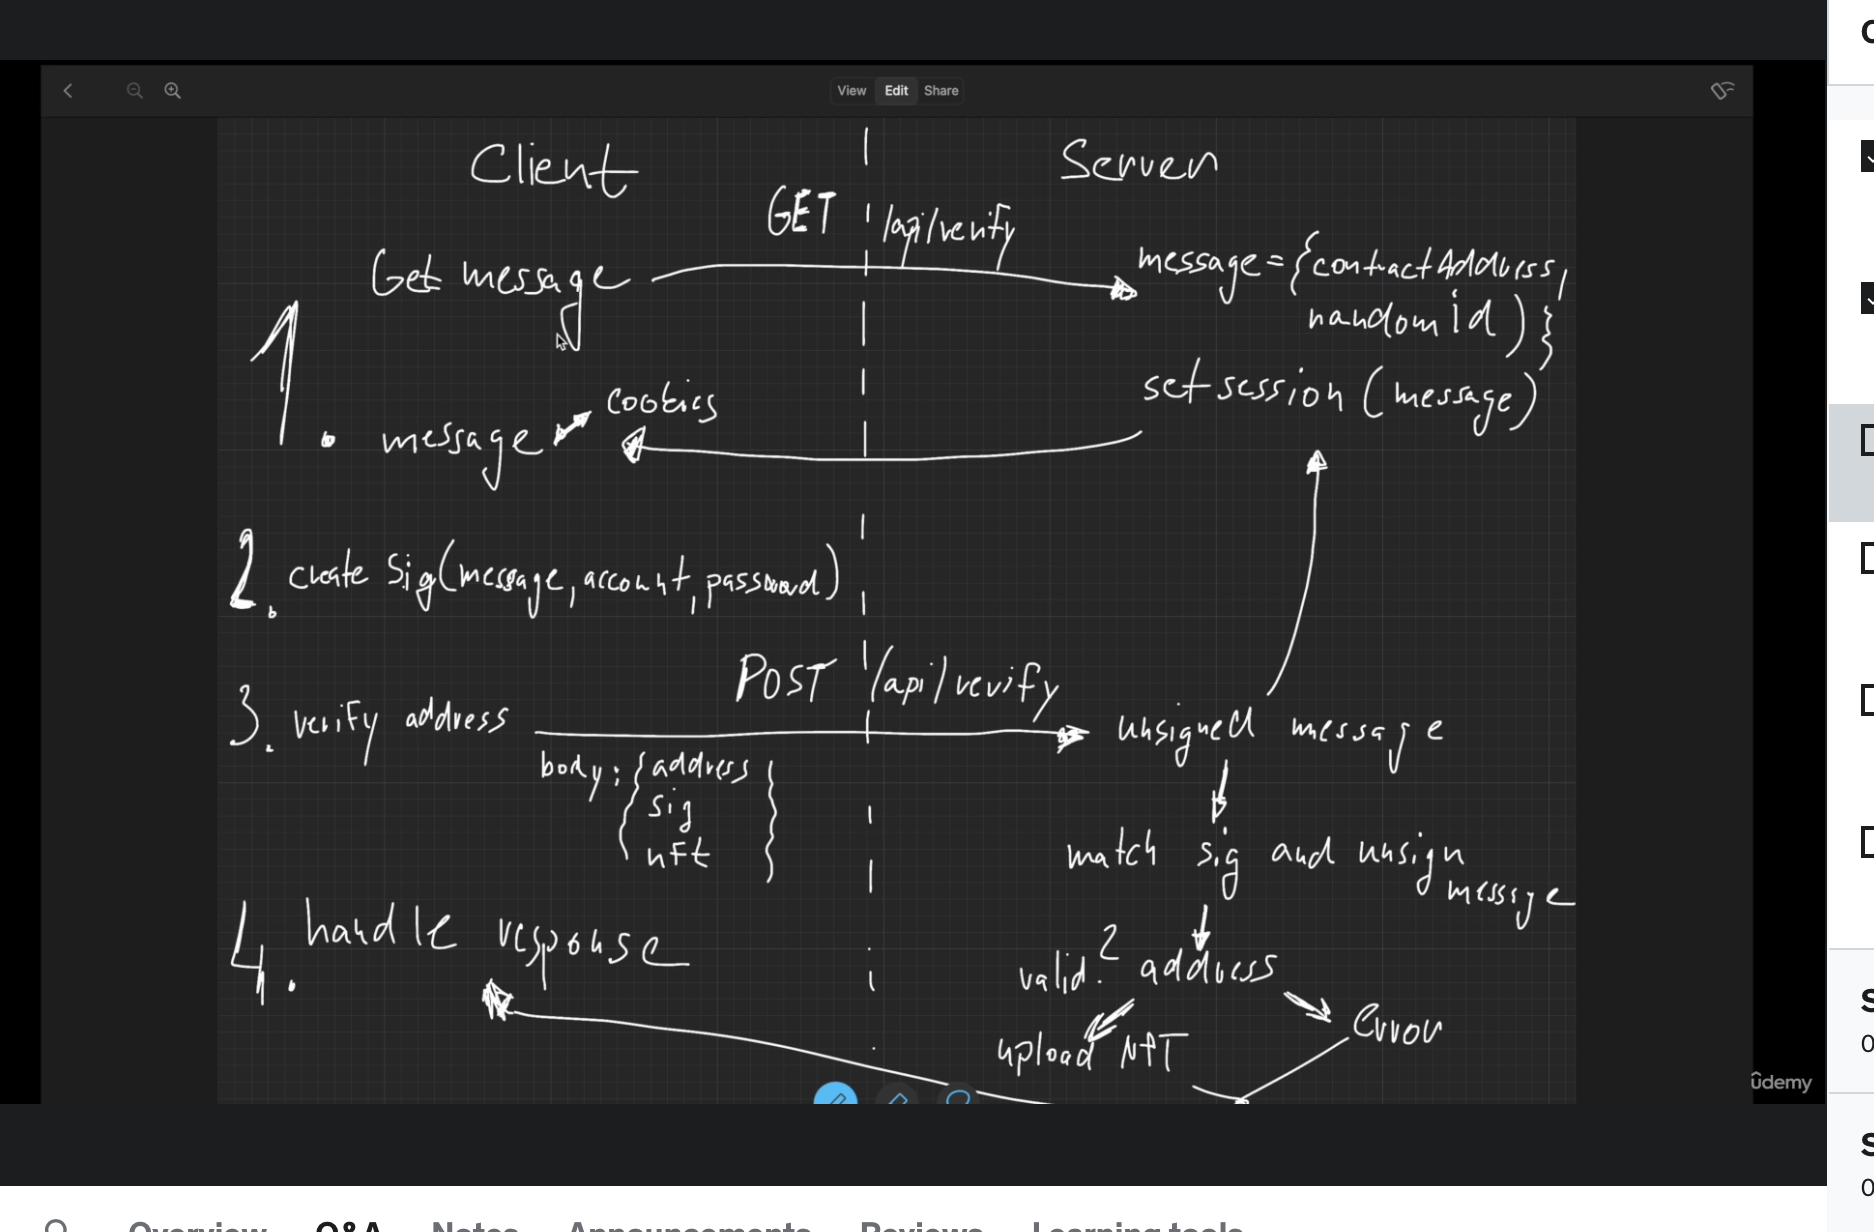 View Edit Share
Client
Server
GET /api/verify
Get message
message = {contractAddress,
random id ) }
set session (message)
1.
cookies
message
2. create Sig(message, account, password)
POST /api/verify
3. verify address
unsigned message
body: { address
sig
nft }
match sig and unsign
messge
4. handle response
valid? address
Error
upload NFT
ûdemy
Overview Q&A Notes Announcements Reviews Learning tools